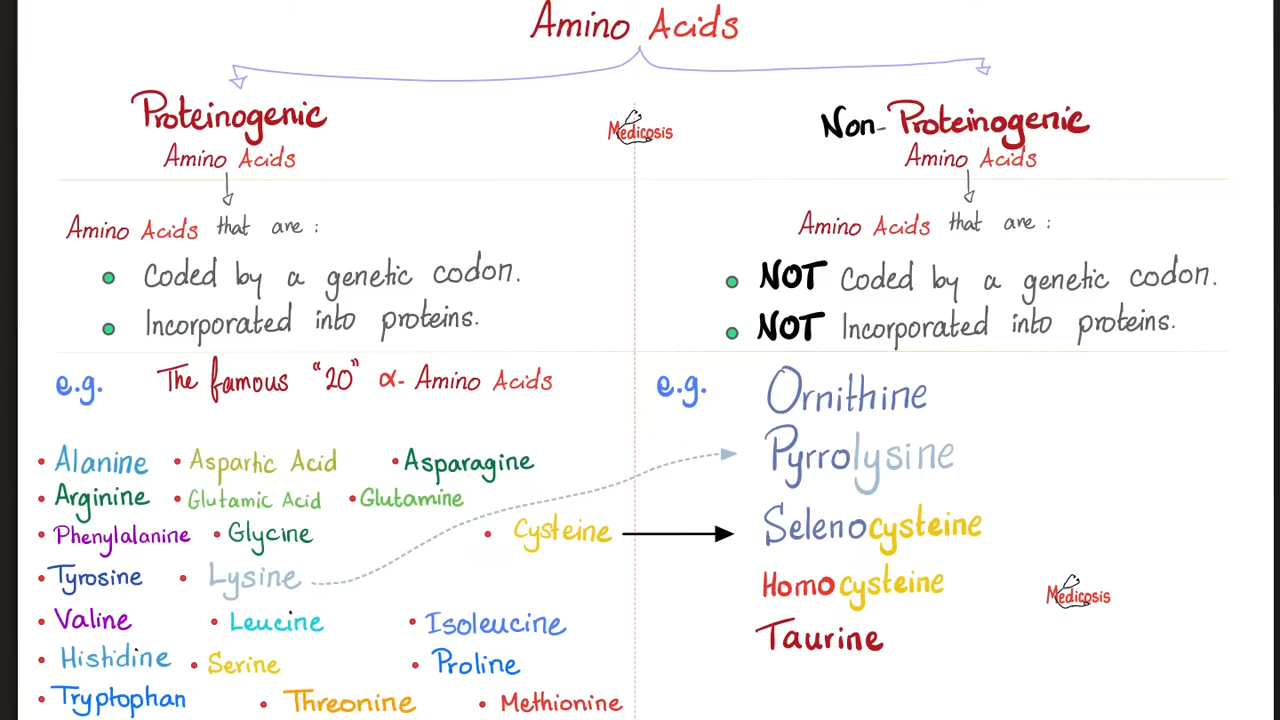 Amino Acids
Proteinogenic
Amino Acids
Amino Acids that are :
• Coded by a genetic codon.
• Incorporated into proteins.
e.g. The famous "20" α- Amino Acids
• Alanine • Aspartic Acid • Asparagine
• Arginine • Glutamic Acid • Glutamine
• Phenylalanine • Glycine • Cysteine
• Tyrosine • Lysine
• Valine • Leucine • Isoleucine
• Histidine • Serine • Proline
• Tryptophan • Threonine • Methionine
Medicosis
Non-Proteinogenic
Amino Acids
Amino Acids that are :
• NOT Coded by a genetic codon.
• NOT Incorporated into proteins.
e.g. Ornithine
Pyrrolysine
Selenocysteine
Homocysteine
Taurine
Medicosis